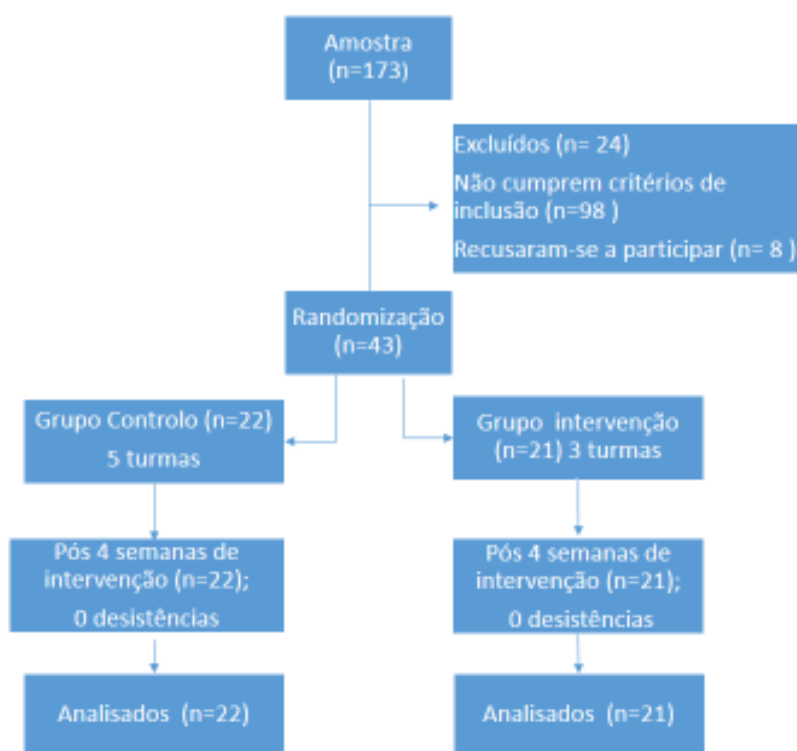 Amostra
(n=173)
Excluídos (n= 24)
Não cumprem critérios de
inclusão (n=98 )
Recusaram-se a participar (n= 8 )
Randomização
(n=43)
Grupo Controlo (n=22)
5 turmas
Grupo intervenção
(n=21) 3 turmas
Pós 4 semanas de
intervenção (n=22);
0 desistências
Pós 4 semanas de
intervenção (n=21);
0 desistências
Analisados (n=22)
Analisados (n=21)